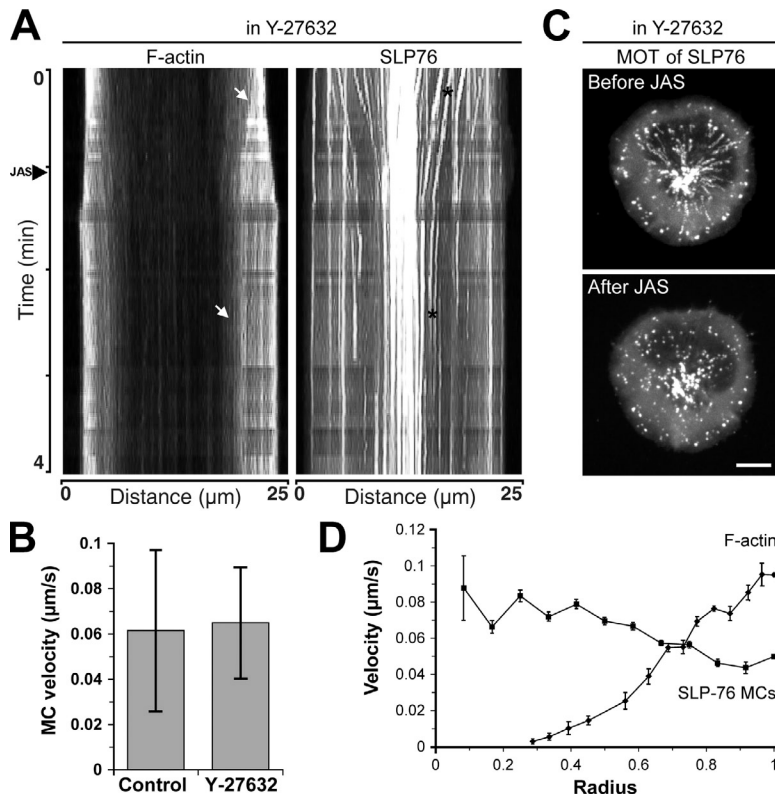 A
in Y-27632
F-actin
SLP76
0
JAS
Time (min)
4
0
25
Distance (µm)
0
25
Distance (µm)
*
*
C
in Y-27632
MOT of SLP76
Before JAS
After JAS
B
MC velocity (µm/s)
0.1
0.08
0.06
0.04
0.02
0
Control
Y-27632
D
Velocity (µm/s)
0.12
0.1
0.08
0.06
0.04
0.02
0
F-actin
SLP-76 MCs
0
0.2
0.4
0.6
0.8
1
Radius